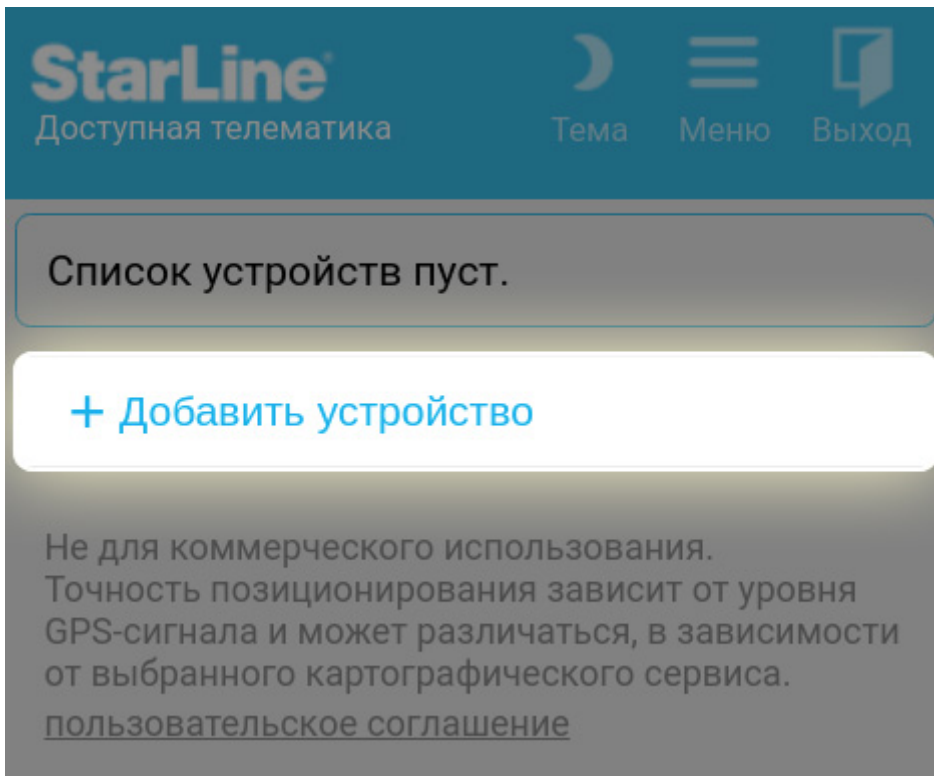 StarLine®
Доступная телематика
Тема Меню Выход
Список устройств пуст.
+ Добавить устройство
Не для коммерческого использования.
Точность позиционирования зависит от уровня
GPS-сигнала и может различаться, в зависимости
от выбранного картографического сервиса.
пользовательское соглашение